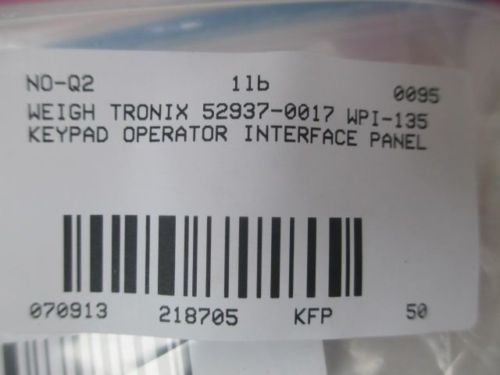 NO-Q2 1lb 0095
WEIGH TRONIX 52937-0017 WPI-135
KEYPAD OPERATOR INTERFACE PANEL
070913 218705 KFP 50